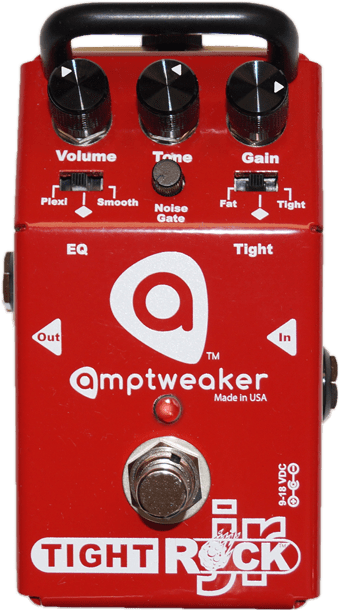 Volume Tone Gain
Plexi Smooth Noise Gate Fat Tight
EQ Tight
Out In
a
TM
amptweaker
Made in USA
9-18 VDC
TIGHT ROCK
jr